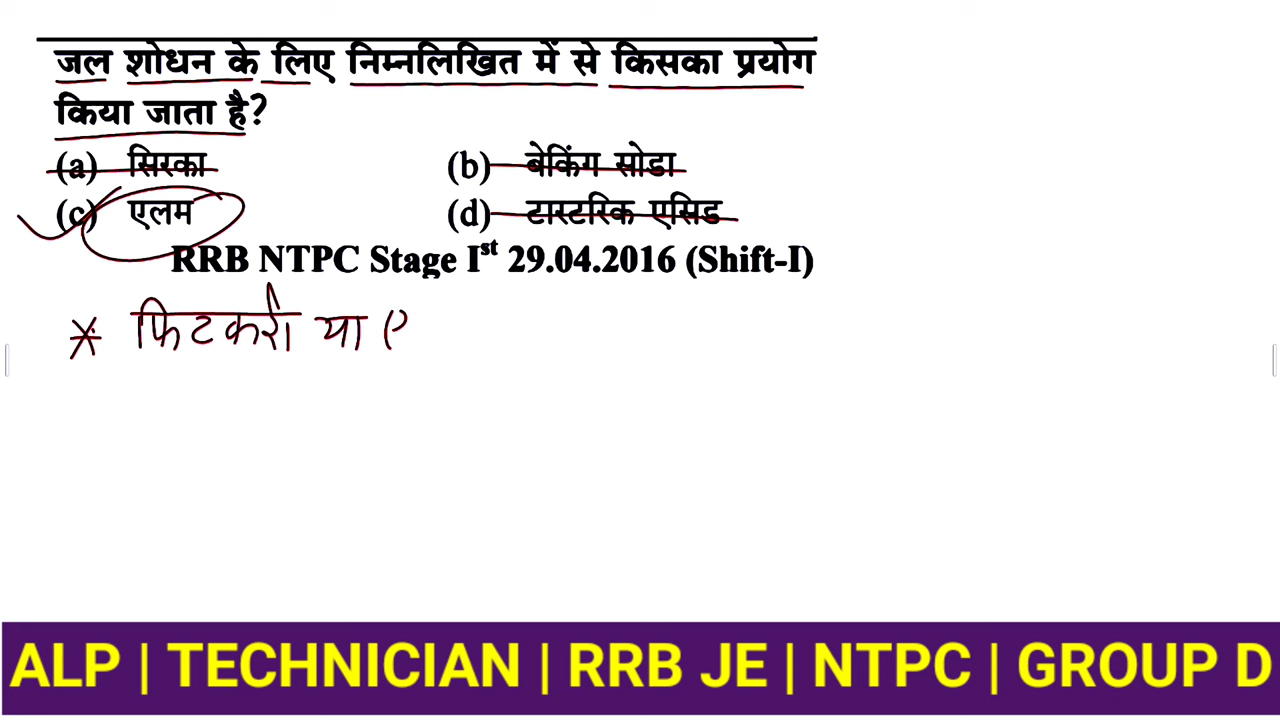 जल शोधन के लिए निम्नलिखित में से किसका प्रयोग
किया जाता है?
(a) सिरका (b) बेकिंग सोडा
(c) एलम (d) टास्टरिक एसिड
RRB NTPC Stage Ist 29.04.2016 (Shift-I)
* फिटकरी या
ALP | TECHNICIAN | RRB JE | NTPC | GROUP D